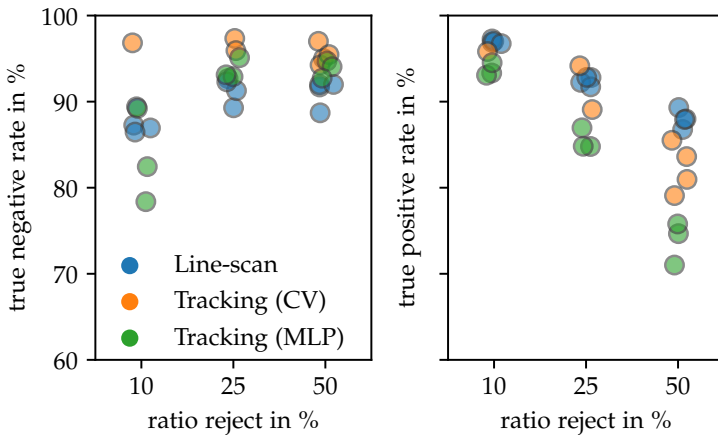 true negative rate in %
100
90
80
70
60
Line-scan
Tracking (CV)
Tracking (MLP)
10
25
50
ratio reject in %
true positive rate in %
10
25
50
ratio reject in %